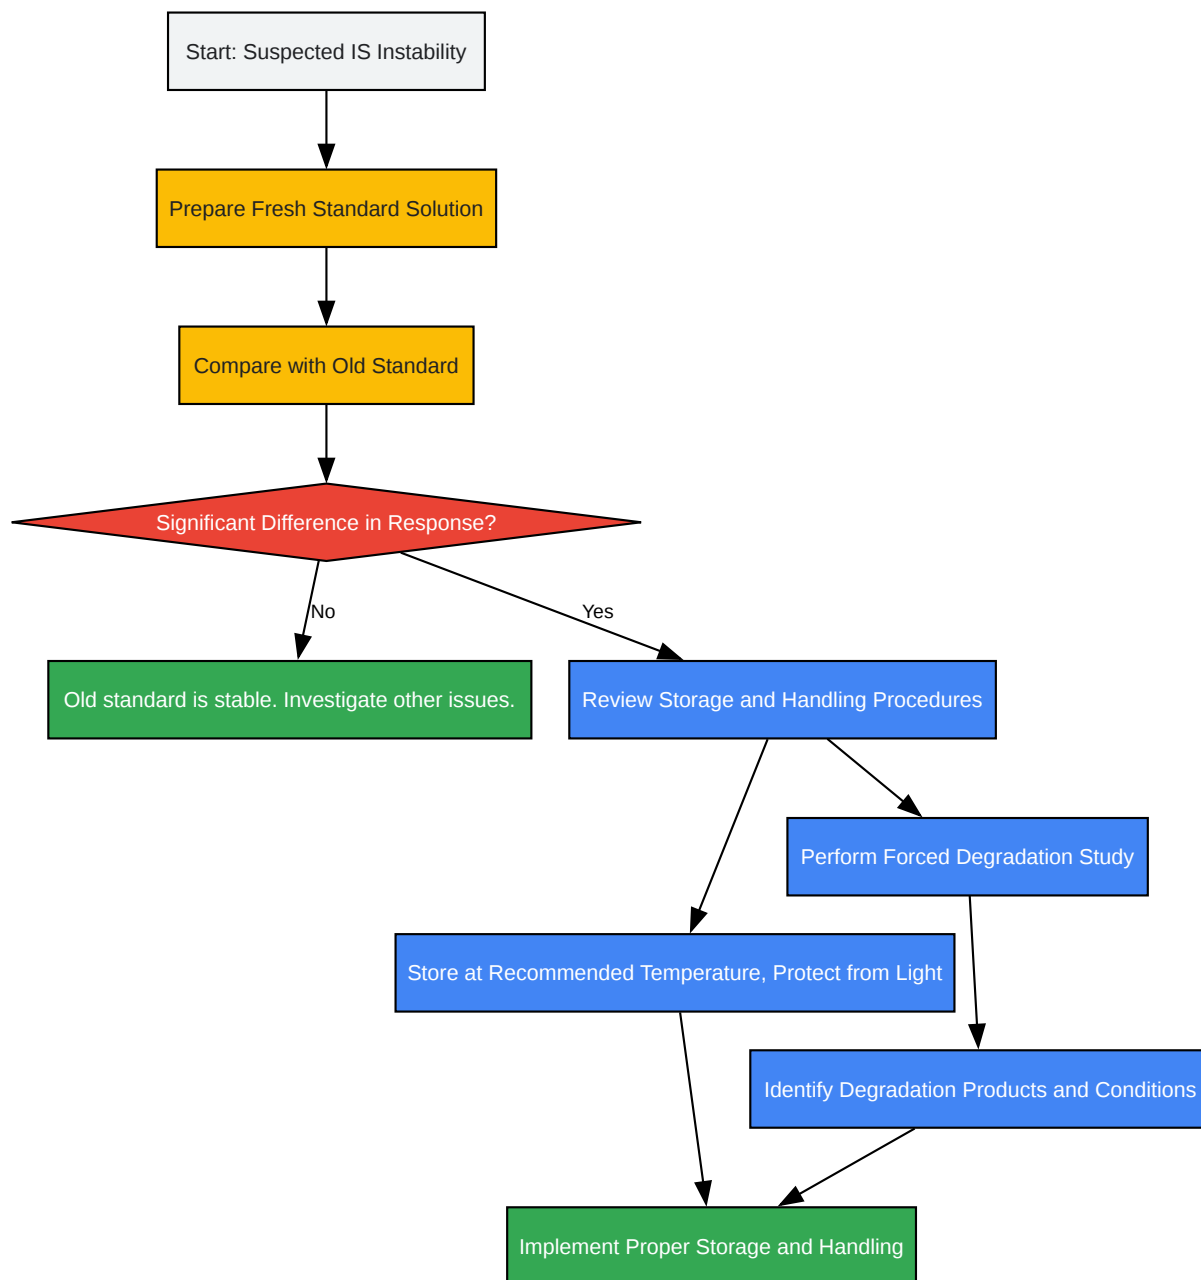 Start: Suspected IS Instability
Prepare Fresh Standard Solution
Compare with Old Standard
Significant Difference in Response?
No
Yes
Old standard is stable. Investigate other issues.
Review Storage and Handling Procedures
Perform Forced Degradation Study
Store at Recommended Temperature, Protect from Light
Identify Degradation Products and Conditions
Implement Proper Storage and Handling